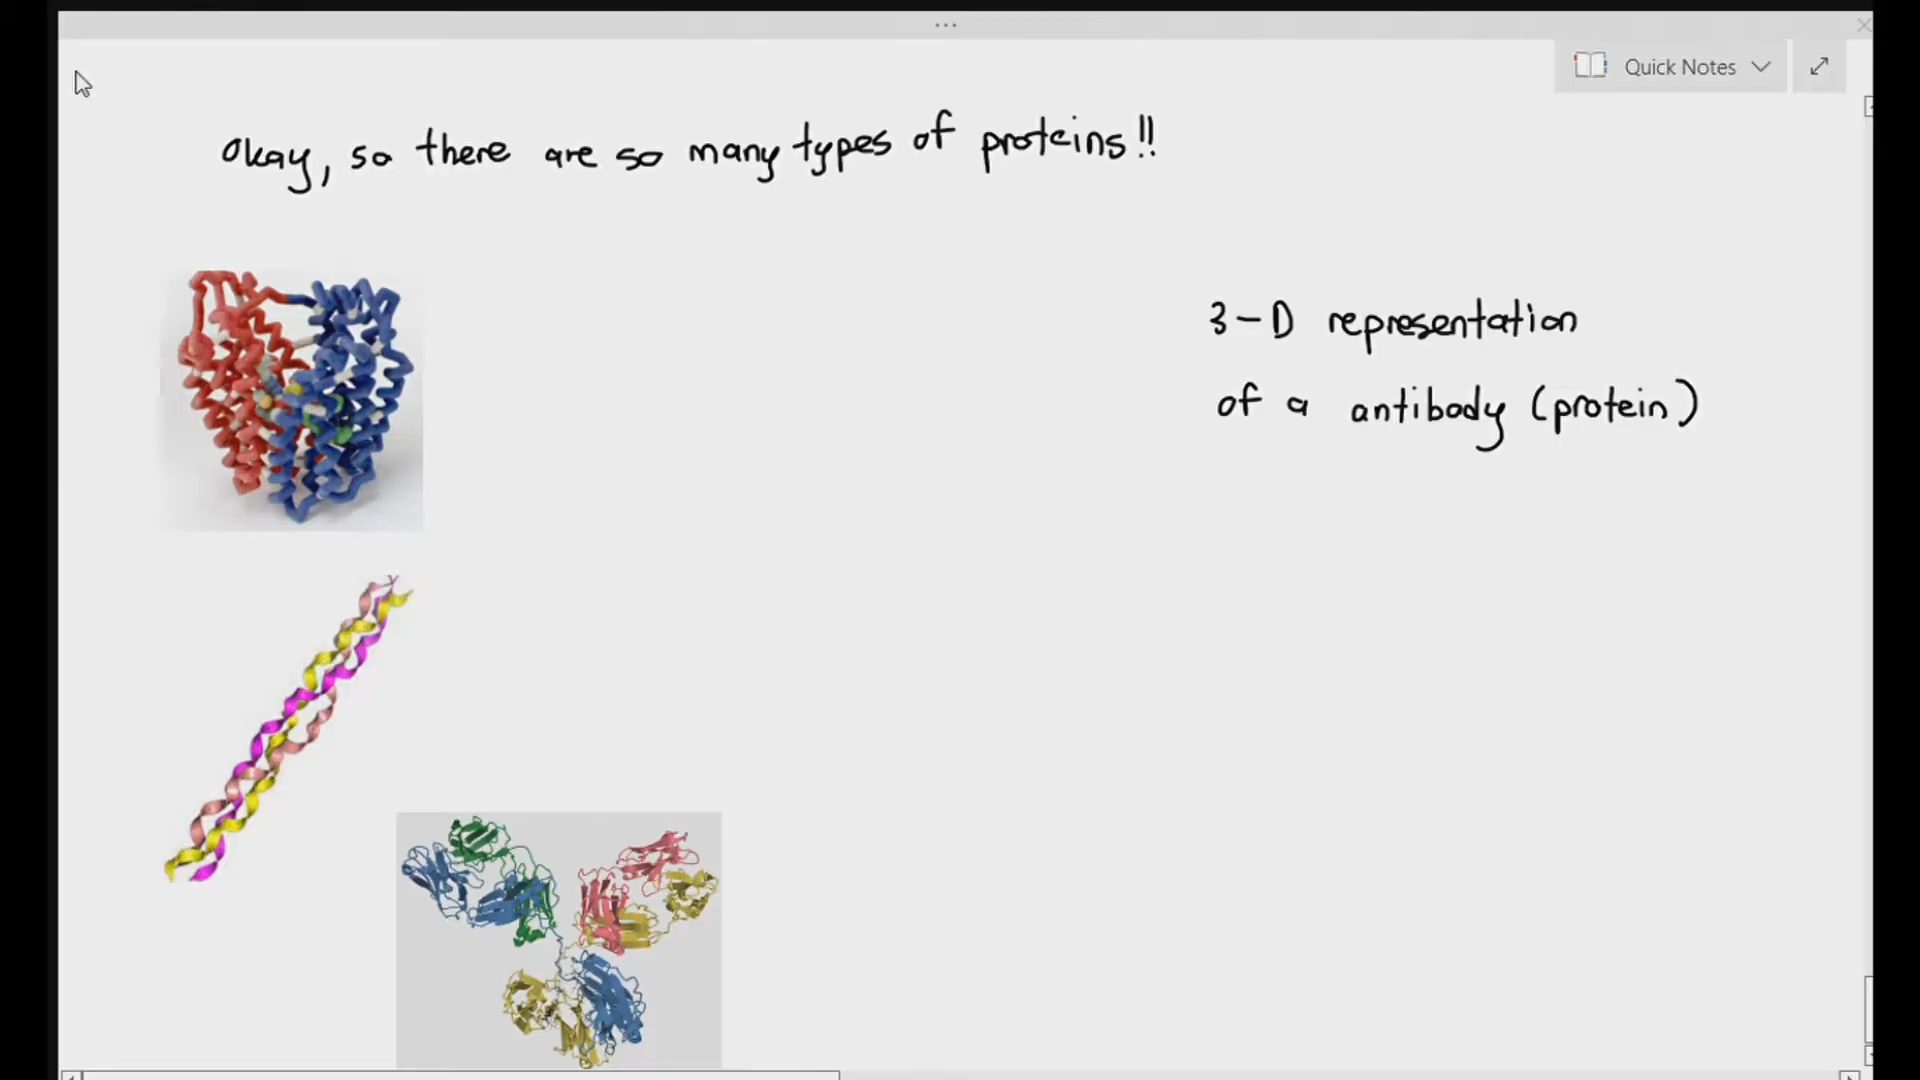 Quick Notes
Okay, so there are so many types of proteins!!
3-D representation
of a antibody (protein)